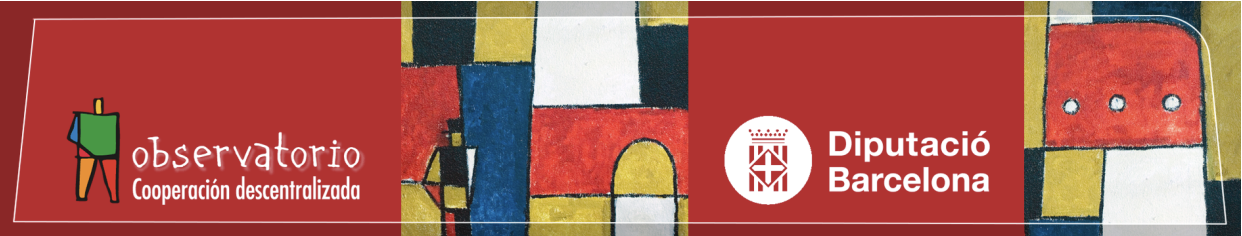 observatorio
Cooperación descentralizada
Diputació
Barcelona